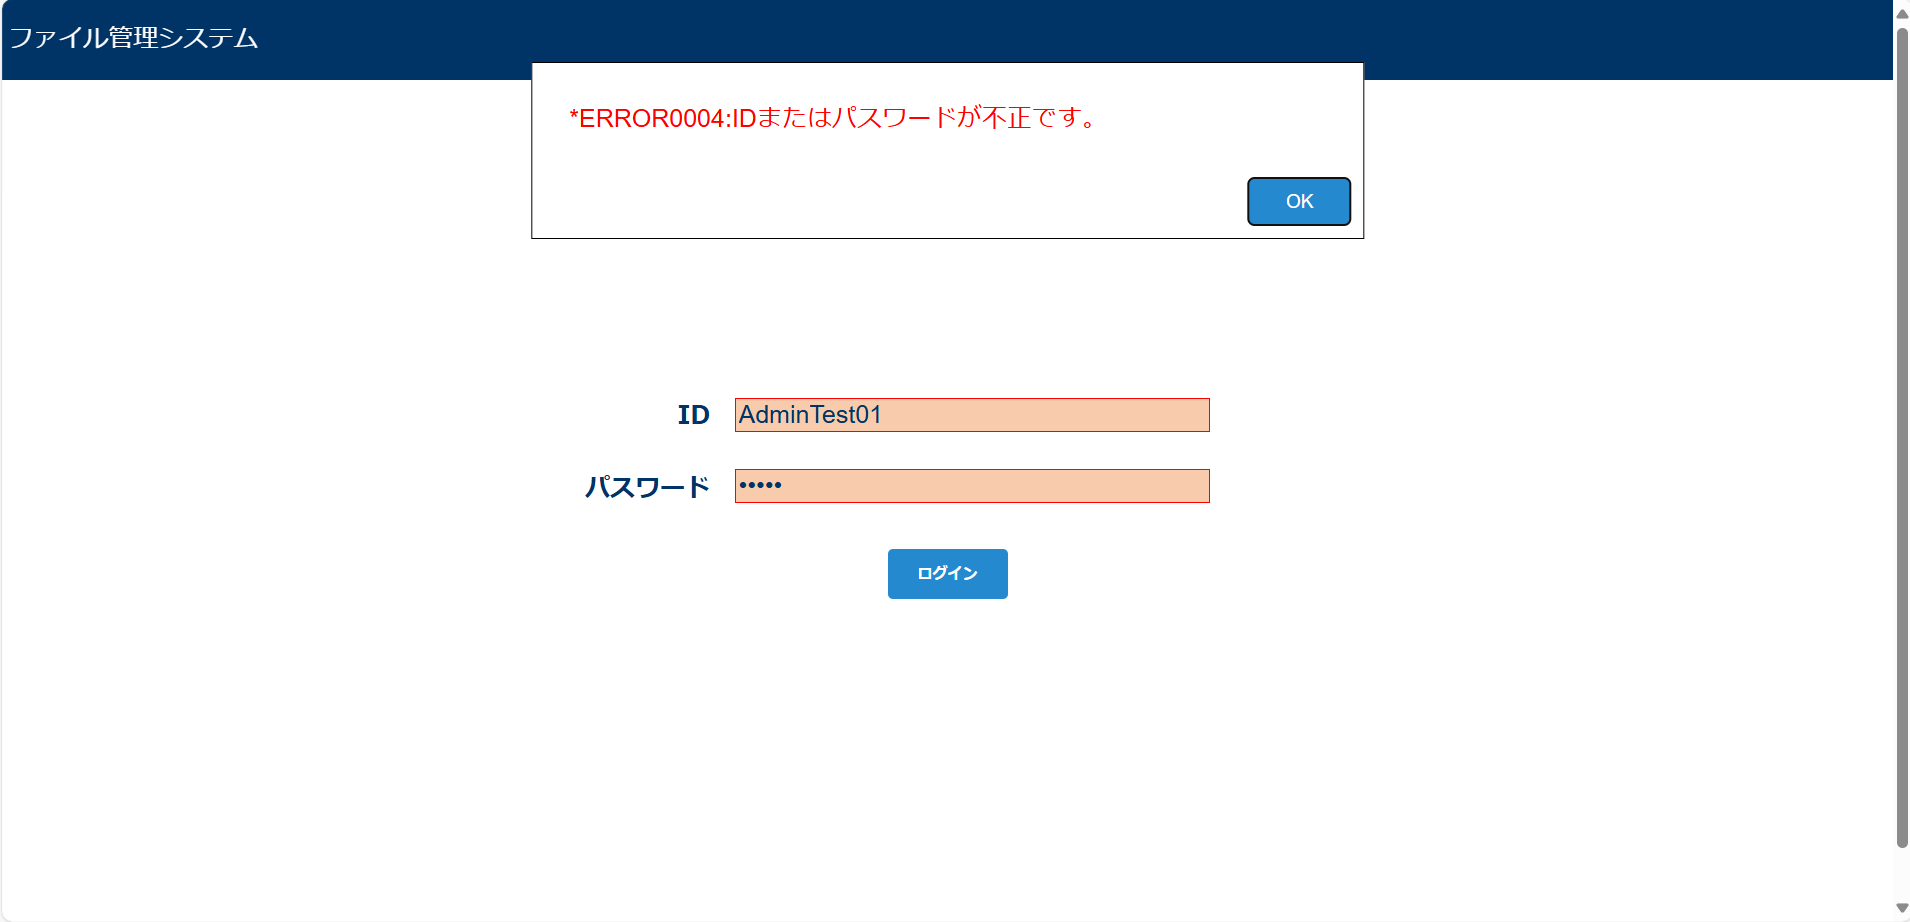 ファイル管理システム
*ERROR0004:IDまたはパスワードが不正です。
OK
ID
AdminTest01
パスワード
•••••
ログイン